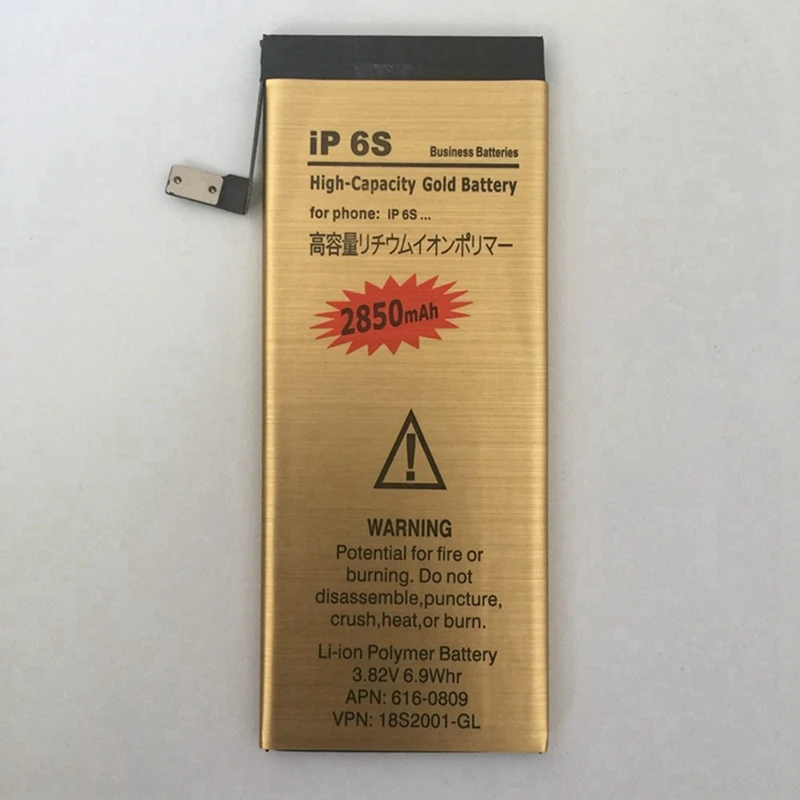 iP 6S Business Batteries
High-Capacity Gold Battery
for phone: iP 6S ...
高容量リチウムイオンポリマー
2850mAh
!
WARNING
Potential for fire or
burning. Do not
disassemble,puncture,
crush,heat,or burn.
Li-ion Polymer Battery
3.82V 6.9Whr
APN: 616-0809
VPN: 18S2001-GL